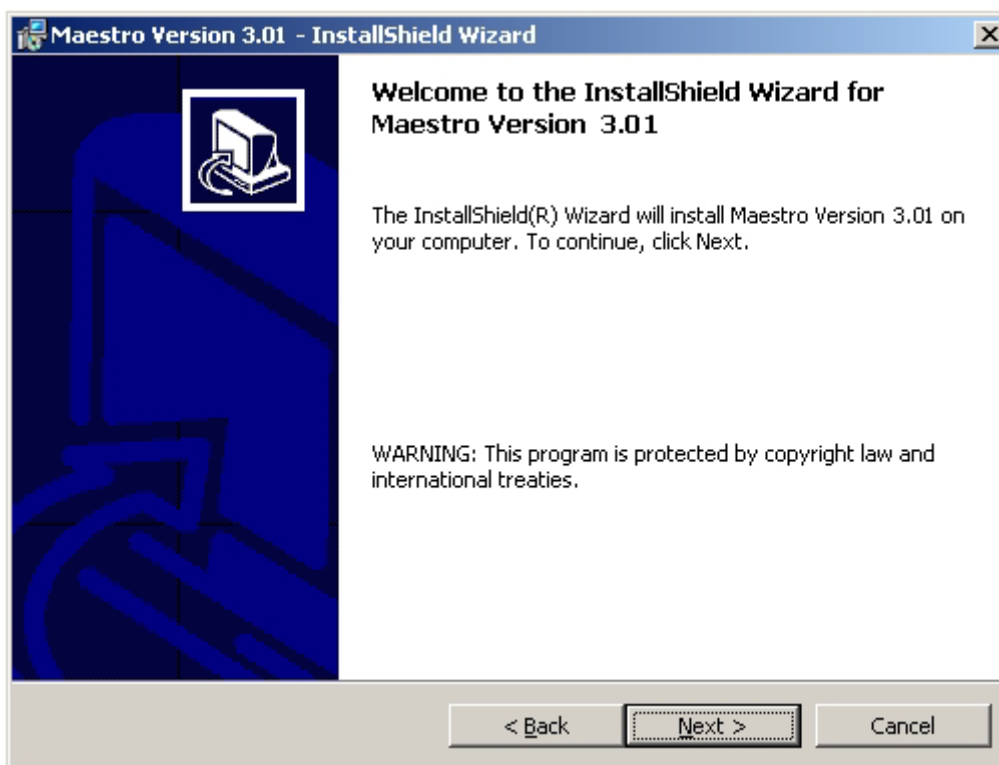 Maestro Version 3.01 - InstallShield Wizard
Welcome to the InstallShield Wizard for
Maestro Version 3.01
The InstallShield(R) Wizard will install Maestro Version 3.01 on
your computer. To continue, click Next.
WARNING: This program is protected by copyright law and
international treaties.
< Back
Next >
Cancel